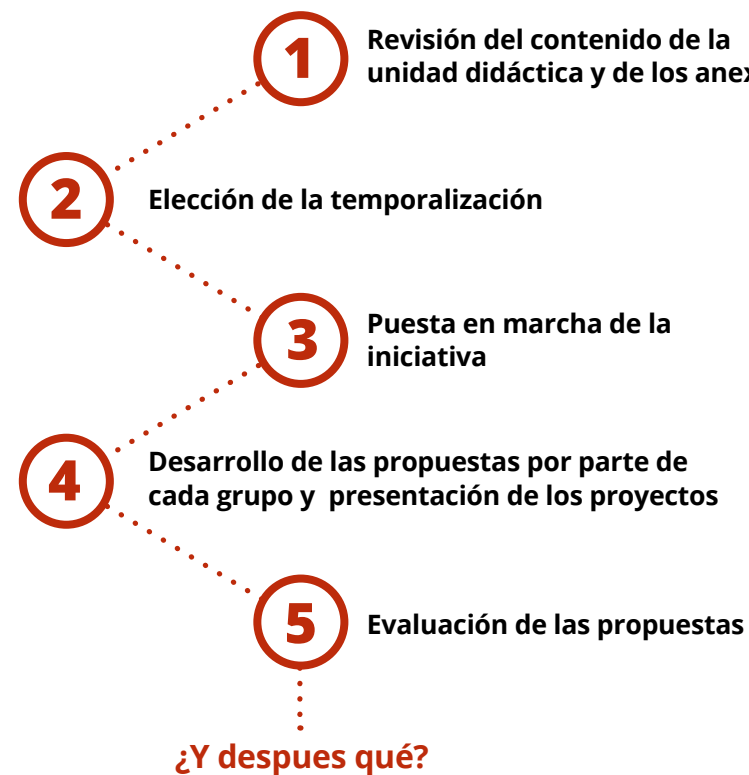 1
Revisión del contenido de la
unidad didáctica y de los anex
2
Elección de la temporalización
3
Puesta en marcha de la
iniciativa
4
Desarrollo de las propuestas por parte de
cada grupo y  presentación de los proyectos
5
Evaluación de las propuestas
¿Y despues qué?